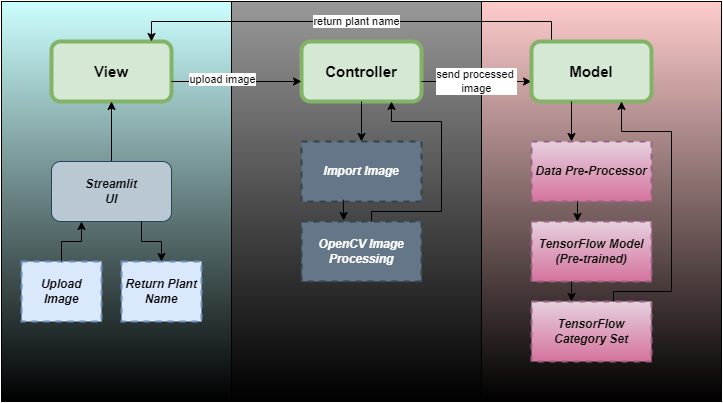 return plant name
View
Controller
Model
upload image
send processed
image
Import Image
Data Pre-Processor
Streamlit
UI
OpenCV Image
Processing
TensorFlow Model
(Pre-trained)
Upload
Image
Return Plant
Name
TensorFlow
Category Set